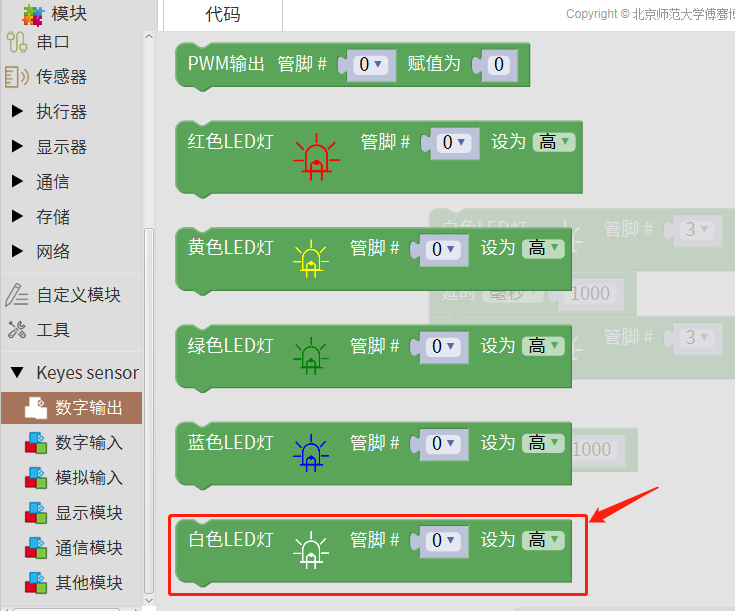 模块
代码
Copyright © 北京师范大学傅骞
串口
传感器
执行器
显示器
通信
存储
网络
自定义模块
工具
Keyes sensor
数字输出
数字输入
模拟输入
显示模块
通信模块
其他模块
PWM输出 管脚 # 0 赋值为 0
红色LED灯 管脚 # 0 设为 高
黄色LED灯 管脚 # 0 设为 高
绿色LED灯 管脚 # 0 设为 高
蓝色LED灯 管脚 # 0 设为 高
白色LED灯 管脚 # 0 设为 高
白色LED灯 管脚 # 3
延时 毫秒 1000
管脚 # 3
1000